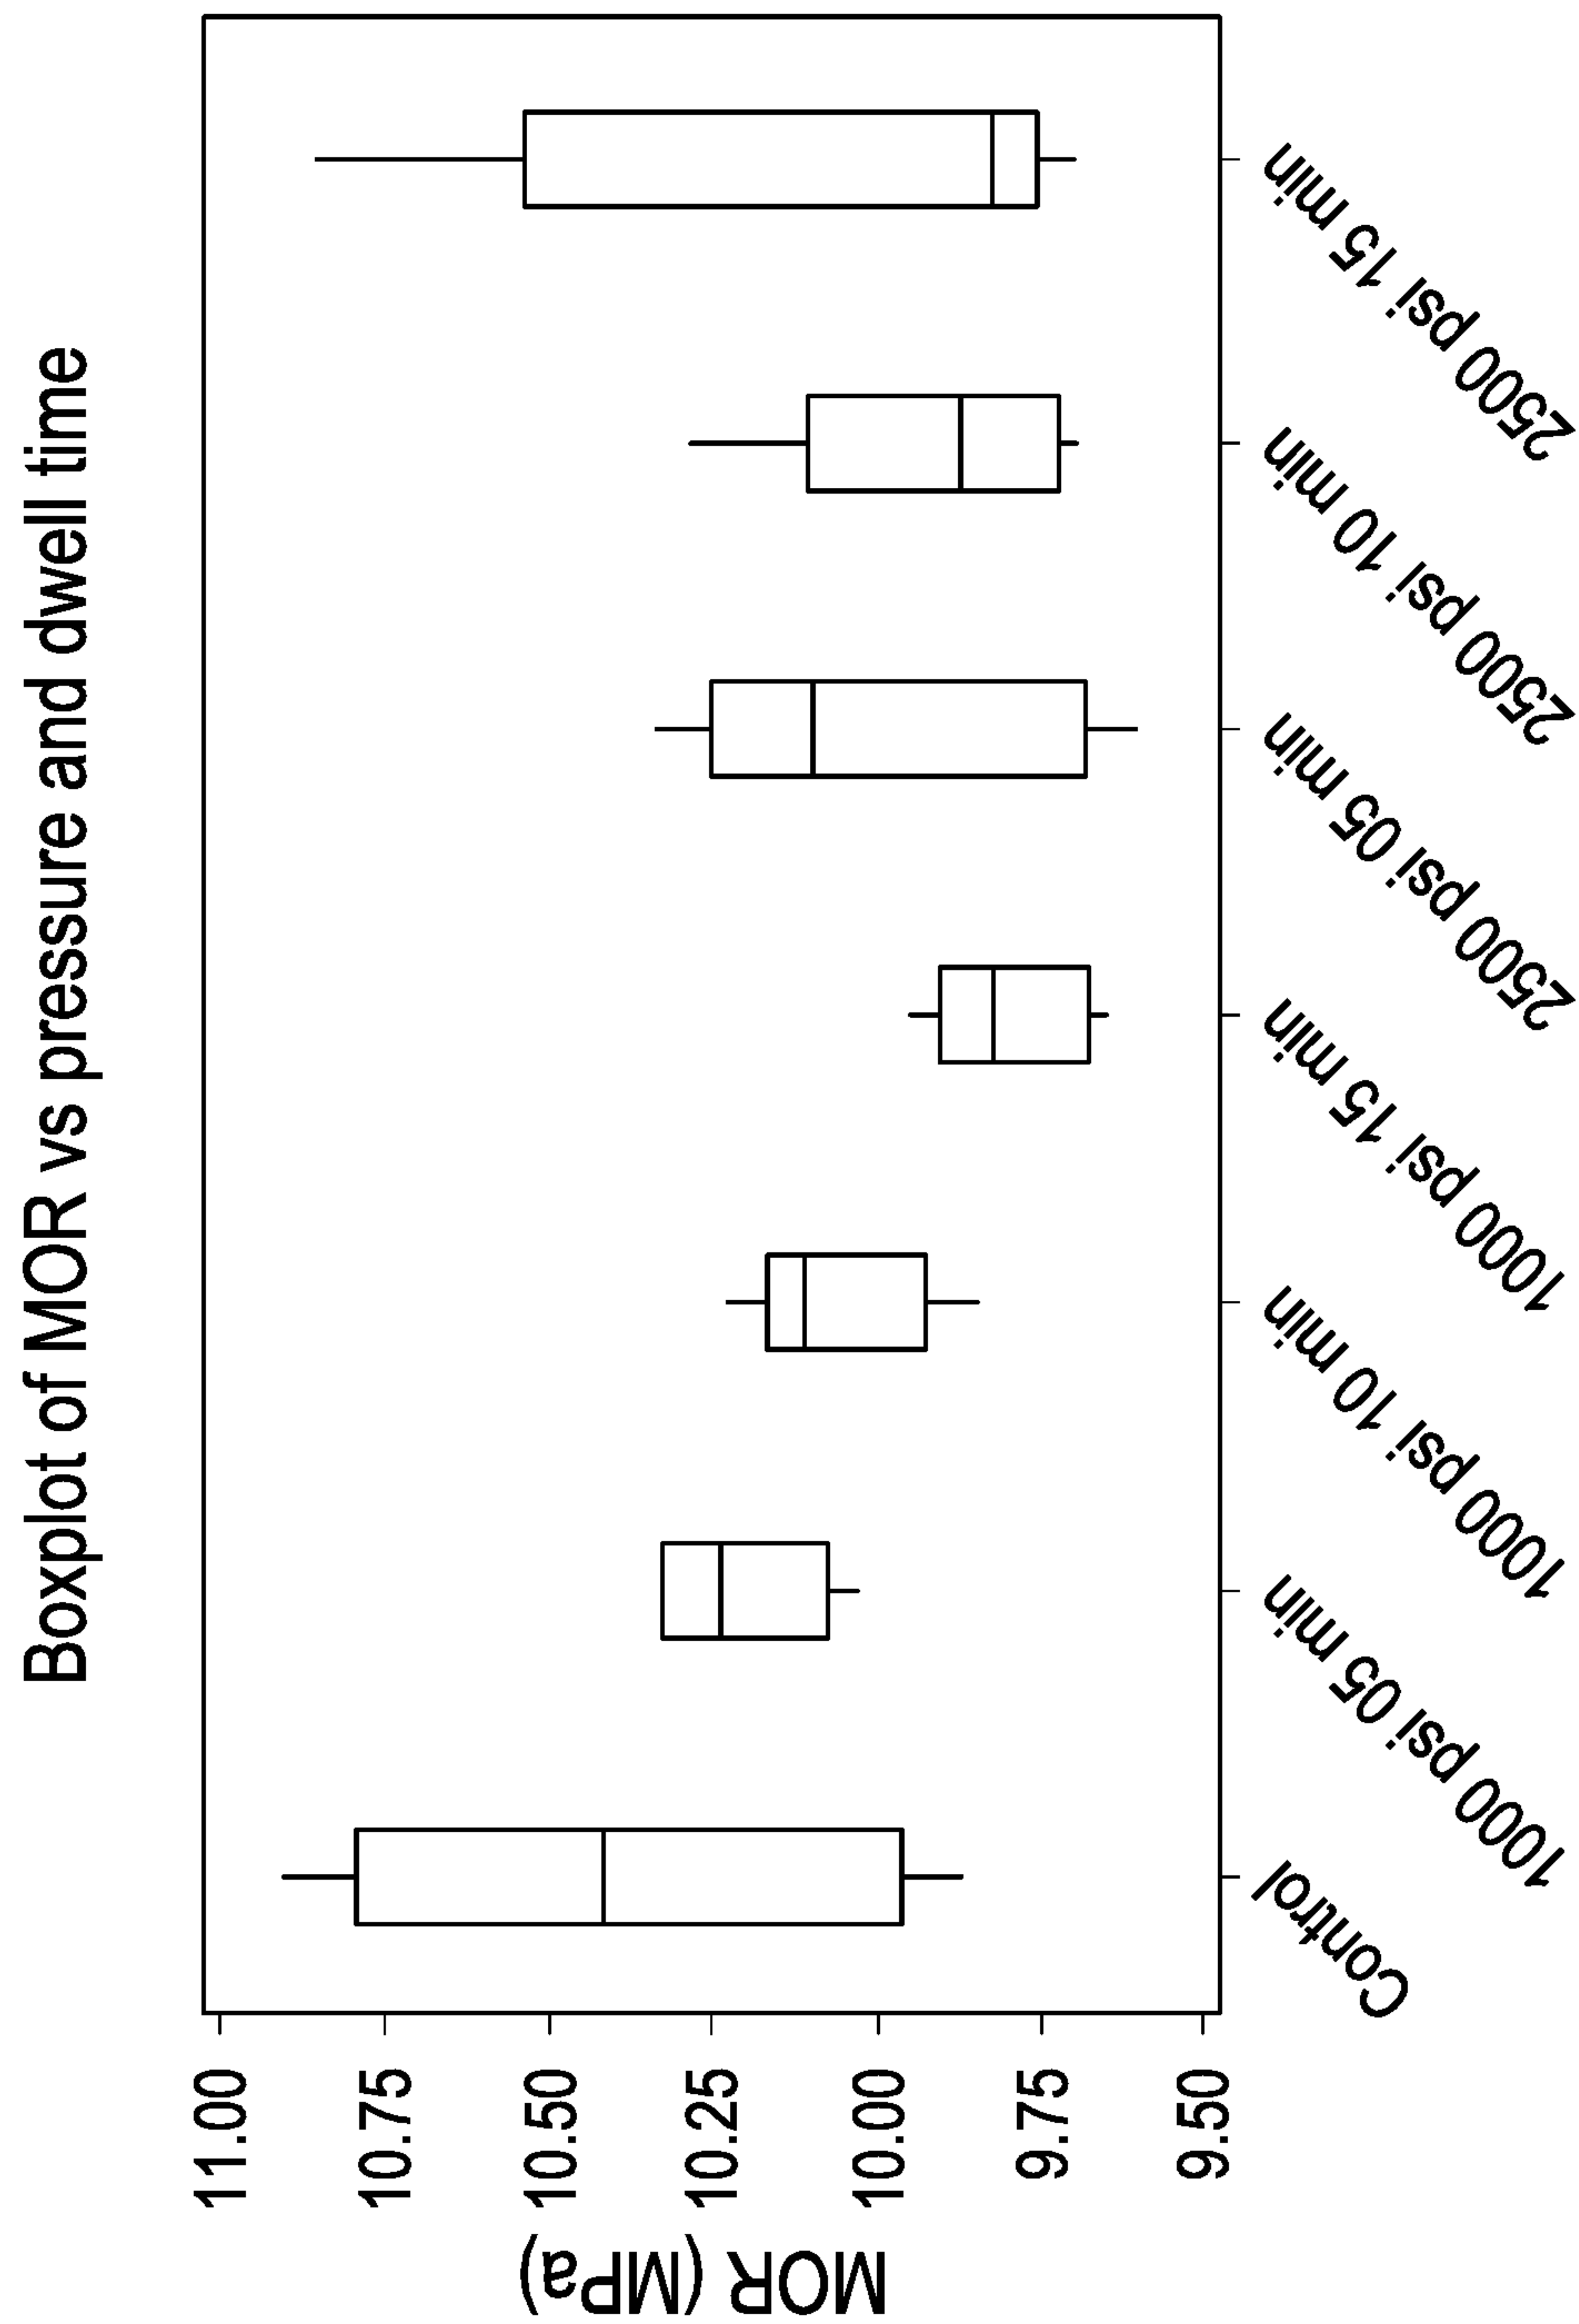 Boxplot of MOR vs pressure and dwell time
MOR (MPa)
11.00
10.75
10.50
10.25
10.00
9.75
9.50
Control
1000 psi 05 min
1000 psi 10 min
1000 psi 15 min
2500 psi 05 min
2500 psi 10 min
2500 psi 15 min